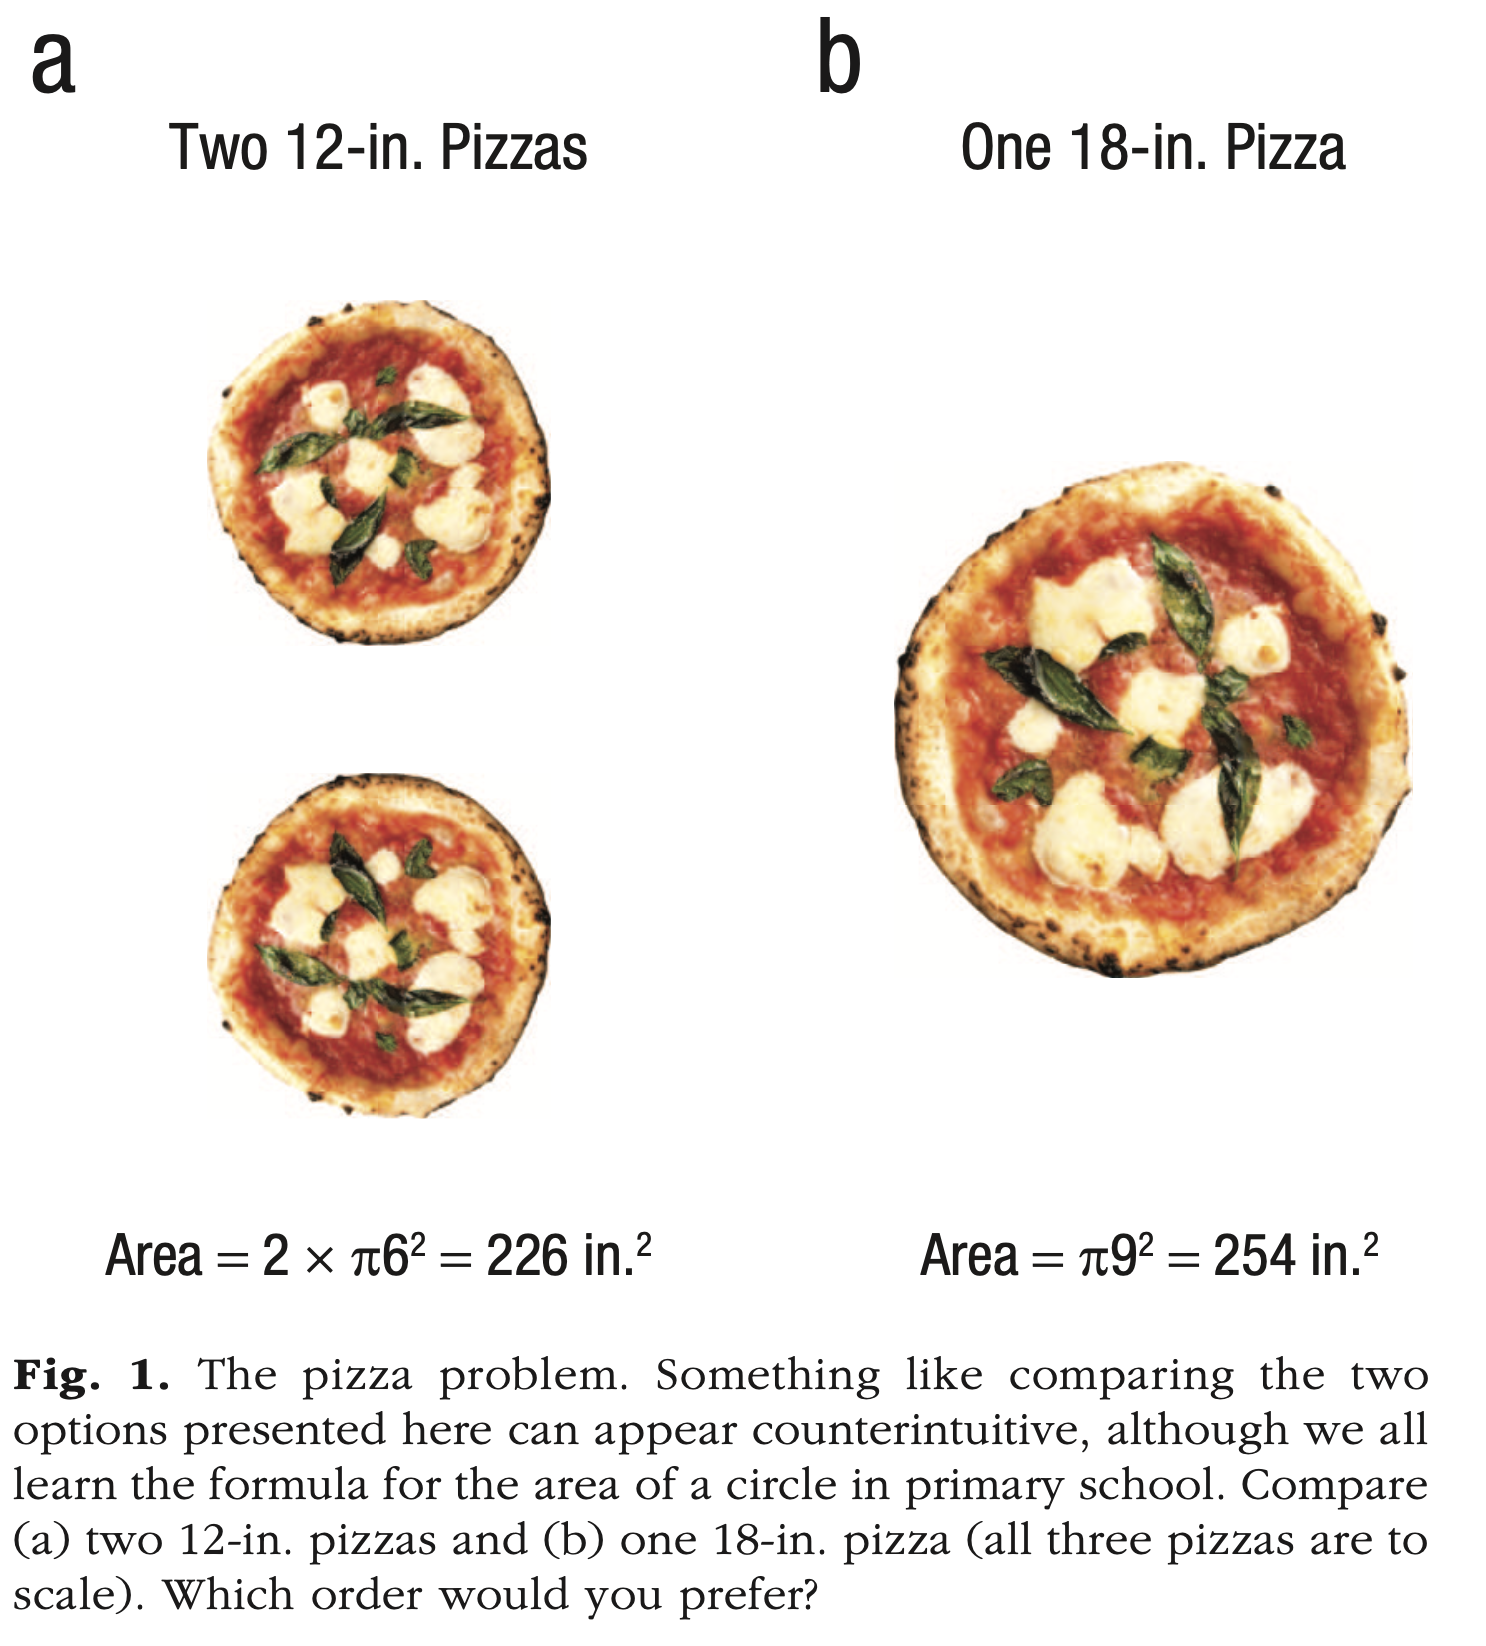 a
b
Two 12-in. Pizzas
One 18-in. Pizza
Area = 2 × π6² = 226 in.²
Area = π9² = 254 in.²
Fig. 1. The pizza problem. Something like comparing the two
options presented here can appear counterintuitive, although we all
learn the formula for the area of a circle in primary school. Compare
(a) two 12-in. pizzas and (b) one 18-in. pizza (all three pizzas are to
scale). Which order would you prefer?